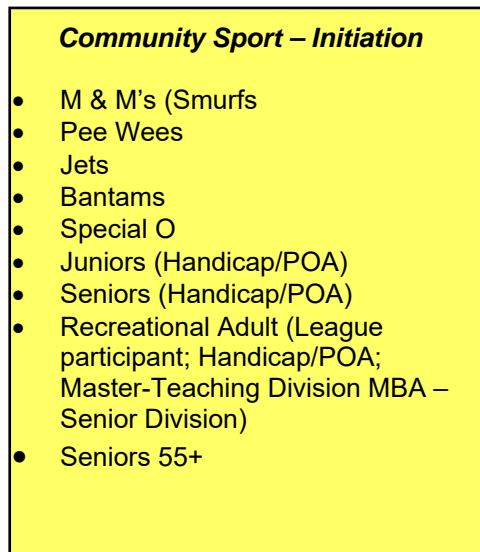 Community Sport – Initiation
• M & M’s (Smurfs
• Pee Wees
• Jets
• Bantams
• Special O
• Juniors (Handicap/POA)
• Seniors (Handicap/POA)
• Recreational Adult (League
participant; Handicap/POA;
Master-Teaching Division MBA –
Senior Division)
• Seniors 55+